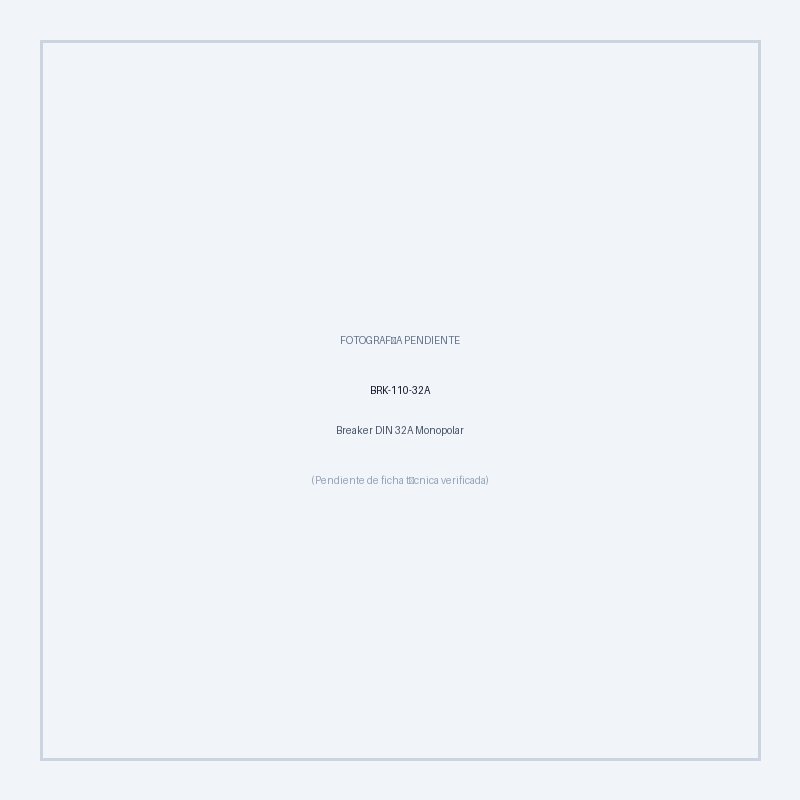 FOTOGRAF▯A PENDIENTE
BRK-110-32A
Breaker DIN 32A Monopolar
(Pendiente de ficha t▯cnica verificada)